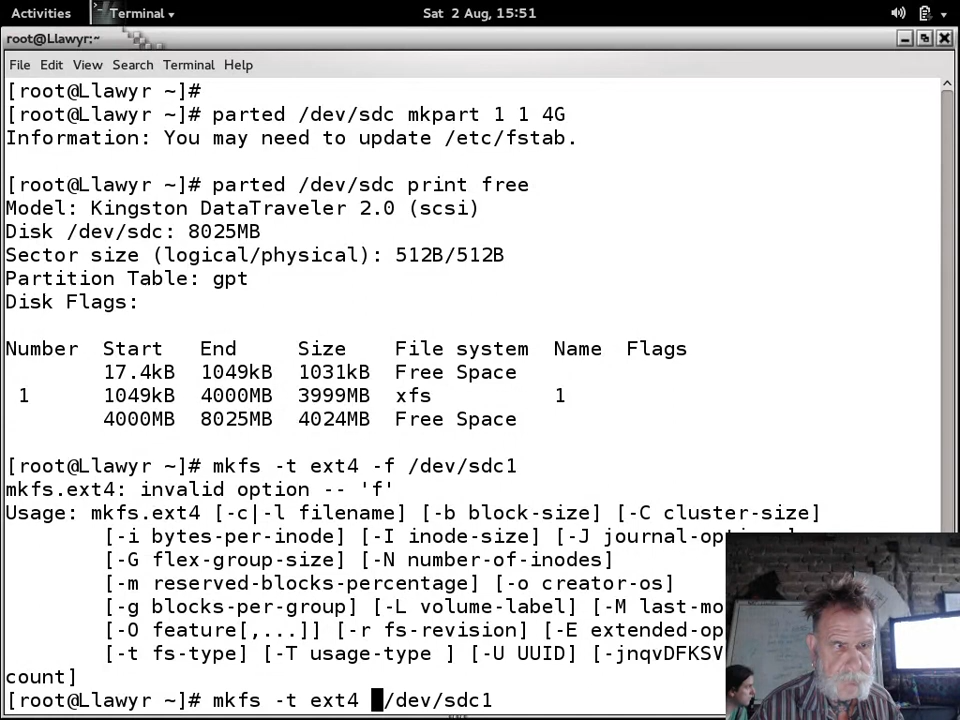 Activities Terminal Sat 2 Aug, 15:51
root@Llawyr:~
File Edit View Search Terminal Help
[root@Llawyr ~]#
[root@Llawyr ~]# parted /dev/sdc mkpart 1 1 4G
Information: You may need to update /etc/fstab.
[root@Llawyr ~]# parted /dev/sdc print free
Model: Kingston DataTraveler 2.0 (scsi)
Disk /dev/sdc: 8025MB
Sector size (logical/physical): 512B/512B
Partition Table: gpt
Disk Flags:
Number Start End Size File system Name Flags
17.4kB 1049kB 1031kB Free Space
1 1049kB 4000MB 3999MB xfs 1
4000MB 8025MB 4024MB Free Space
[root@Llawyr ~]# mkfs -t ext4 -f /dev/sdc1
mkfs.ext4: invalid option -- 'f'
Usage: mkfs.ext4 [-c|-l filename] [-b block-size] [-C cluster-size]
[-i bytes-per-inode] [-I inode-size] [-J
[-G flex-group-size] [-N number-of-inodes]
[-m reserved-blocks-percentage] [-o creator-os]
[-g blocks-per-group] [-L volume-label] [-M
[-O feature[,...]] [-r fs-revision] [-E
[-t fs-type] [-T usage-type ] [-U UUID] [-jnqvDFKSV
count]
[root@Llawyr ~]# mkfs -t ext4 /dev/sdc1